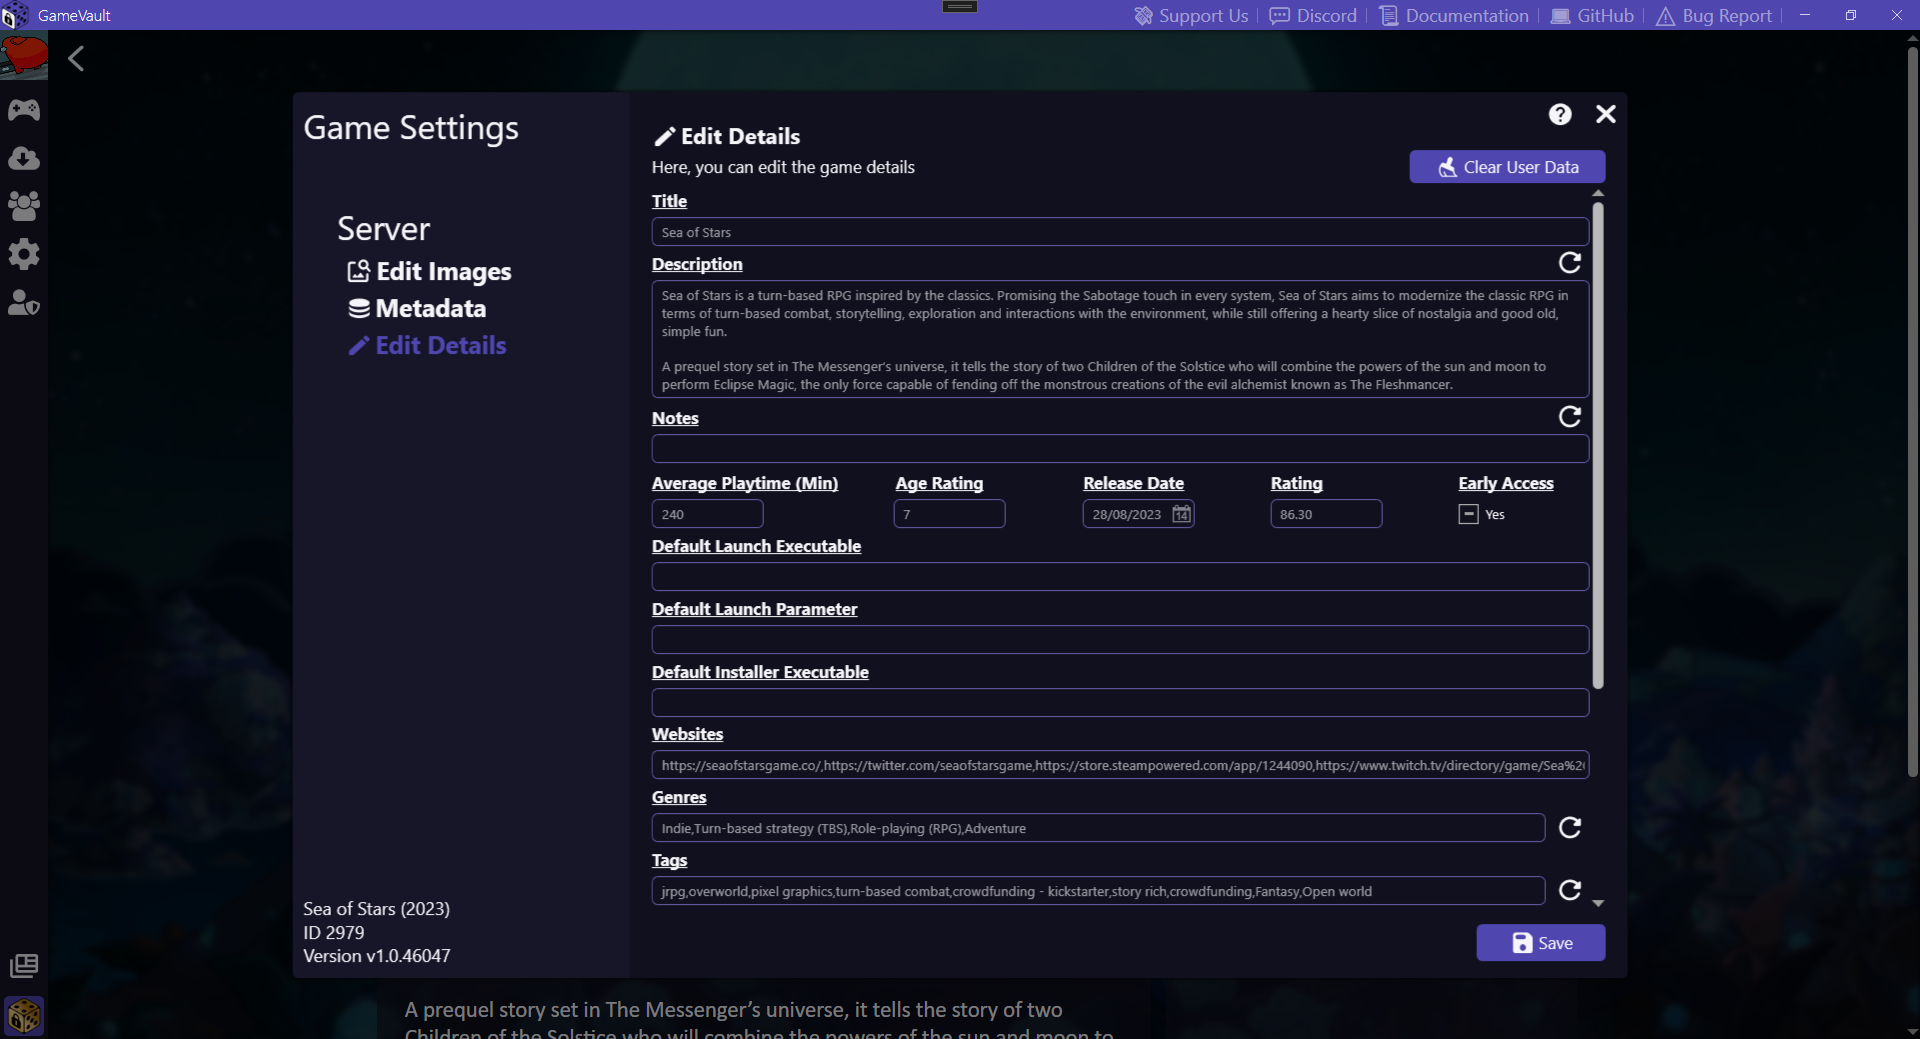 GameVault
Support Us
Discord
Documentation
GitHub
Bug Report
Game Settings
Server
Edit Images
Metadata
Edit Details
Sea of Stars (2023)
ID 2979
Version v1.0.46047
Edit Details
Here, you can edit the game details
Clear User Data
Title
Sea of Stars
Description
Sea of Stars is a turn-based RPG inspired by the classics. Promising the Sabotage touch in every system, Sea of Stars aims to modernize the classic RPG in
terms of turn-based combat, storytelling, exploration and interactions with the environment, while still offering a hearty slice of nostalgia and good old,
simple fun.
A prequel story set in The Messenger's universe, it tells the story of two Children of the Solstice who will combine the powers of the sun and moon to
perform Eclipse Magic, the only force capable of fending off the monstrous creations of the evil alchemist known as The Fleshmancer.
Notes
Average Playtime (Min)
Age Rating
Release Date
Rating
Early Access
240
7
28/08/2023
14
86.30
Yes
Default Launch Executable
Default Launch Parameter
Default Installer Executable
Websites
https://seaofstarsgame.co/,https://twitter.com/seaofstarsgame,https://store.steampowered.com/app/1244090,https://www.twitch.tv/directory/game/Sea%2
Genres
Indie,Turn-based strategy (TBS),Role-playing (RPG),Adventure
Tags
jrpg,overworld,pixel graphics,turn-based combat,crowdfunding - kickstarter,story rich,crowdfunding,Fantasy,Open world
Save
A prequel story set in The Messenger’s universe, it tells the story of two
Children of the Solstice who will combine the powers of the sun and moon to